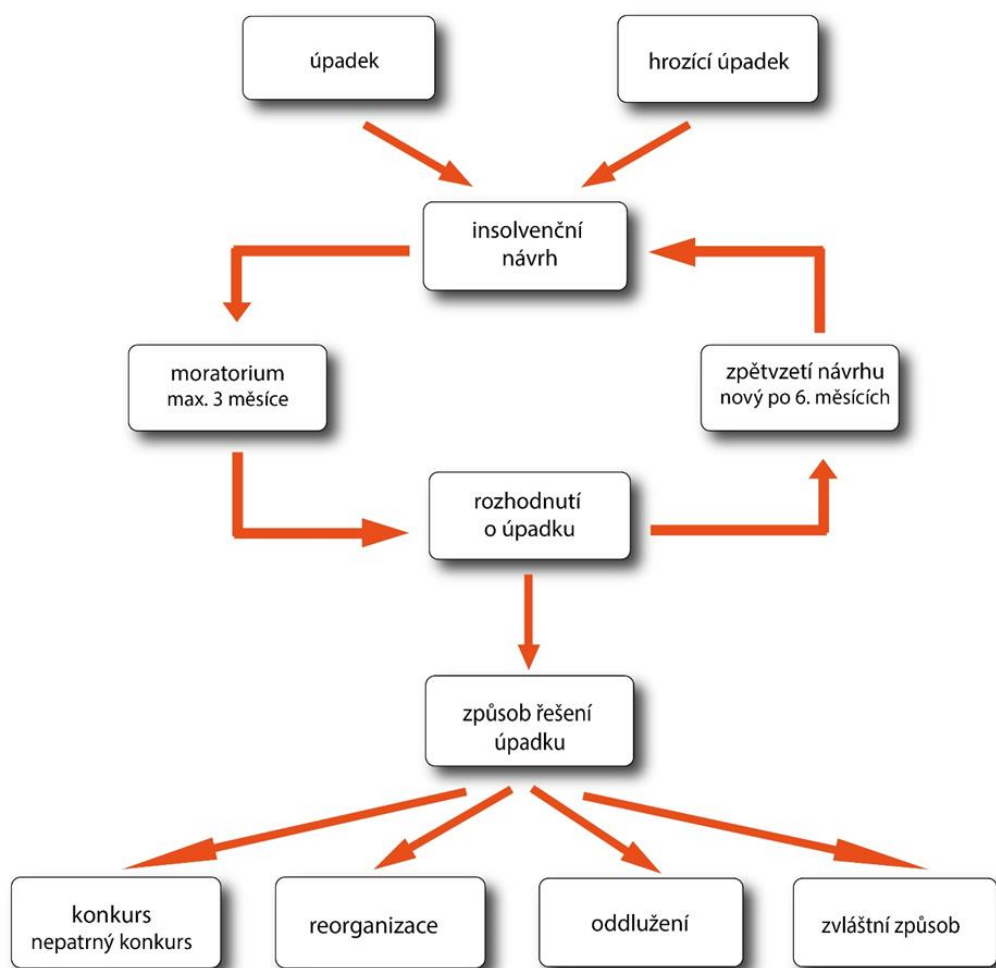 úpadek
hrozící úpadek
insolvenční
návrh
moratorium
max. 3 měsíce
zpětvzetí návrhu
nový po 6. měsících
rozhodnutí
o úpadku
způsob řešení
úpadku
konkurs
nepatrný konkurs
reorganizace
oddlužení
zvláštní způsob